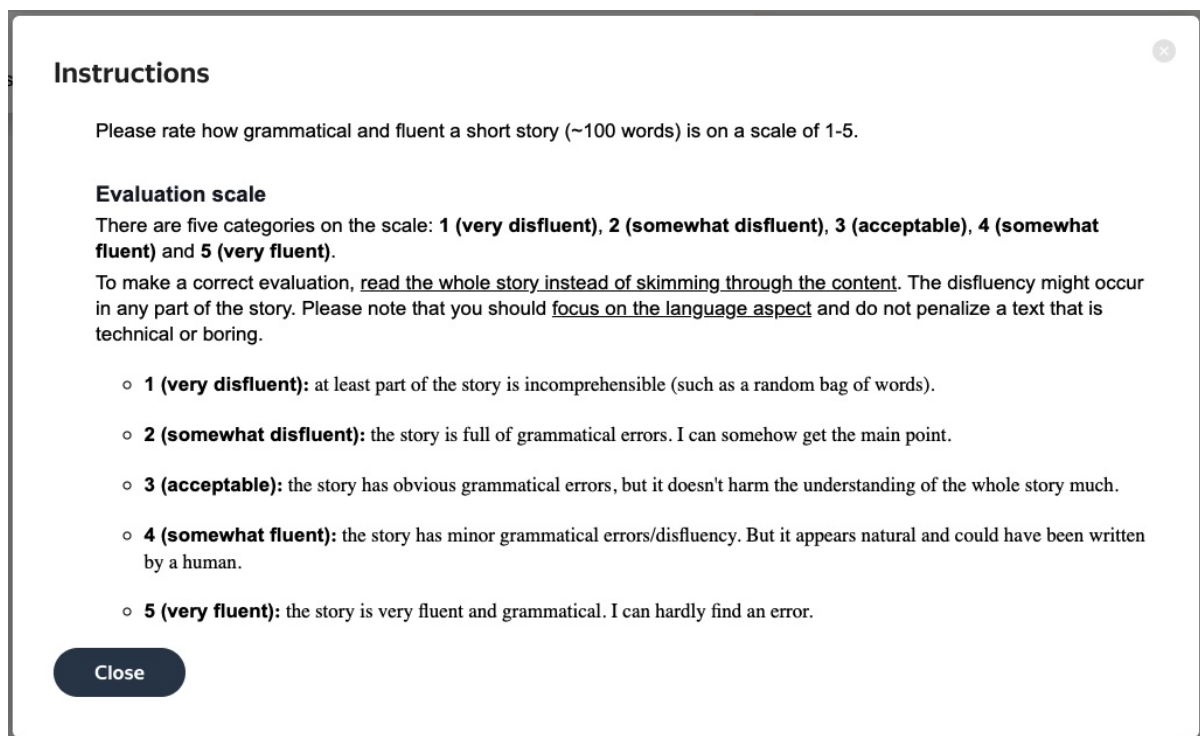 Instructions
Please rate how grammatical and fluent a short story (~100 words) is on a scale of 1-5.
Evaluation scale
There are five categories on the scale: 1 (very disfluent), 2 (somewhat disfluent), 3 (acceptable), 4 (somewhat
fluent) and 5 (very fluent).
To make a correct evaluation, read the whole story instead of skimming through the content. The disfluency might occur
in any part of the story. Please note that you should focus on the language aspect and do not penalize a text that is
technical or boring.
1 (very disfluent): at least part of the story is incomprehensible (such as a random bag of words).
2 (somewhat disfluent): the story is full of grammatical errors. I can somehow get the main point.
3 (acceptable): the story has obvious grammatical errors, but it doesn't harm the understanding of the whole story much.
4 (somewhat fluent): the story has minor grammatical errors/disfluency. But it appears natural and could have been written
by a human.
5 (very fluent): the story is very fluent and grammatical. I can hardly find an error.
Close